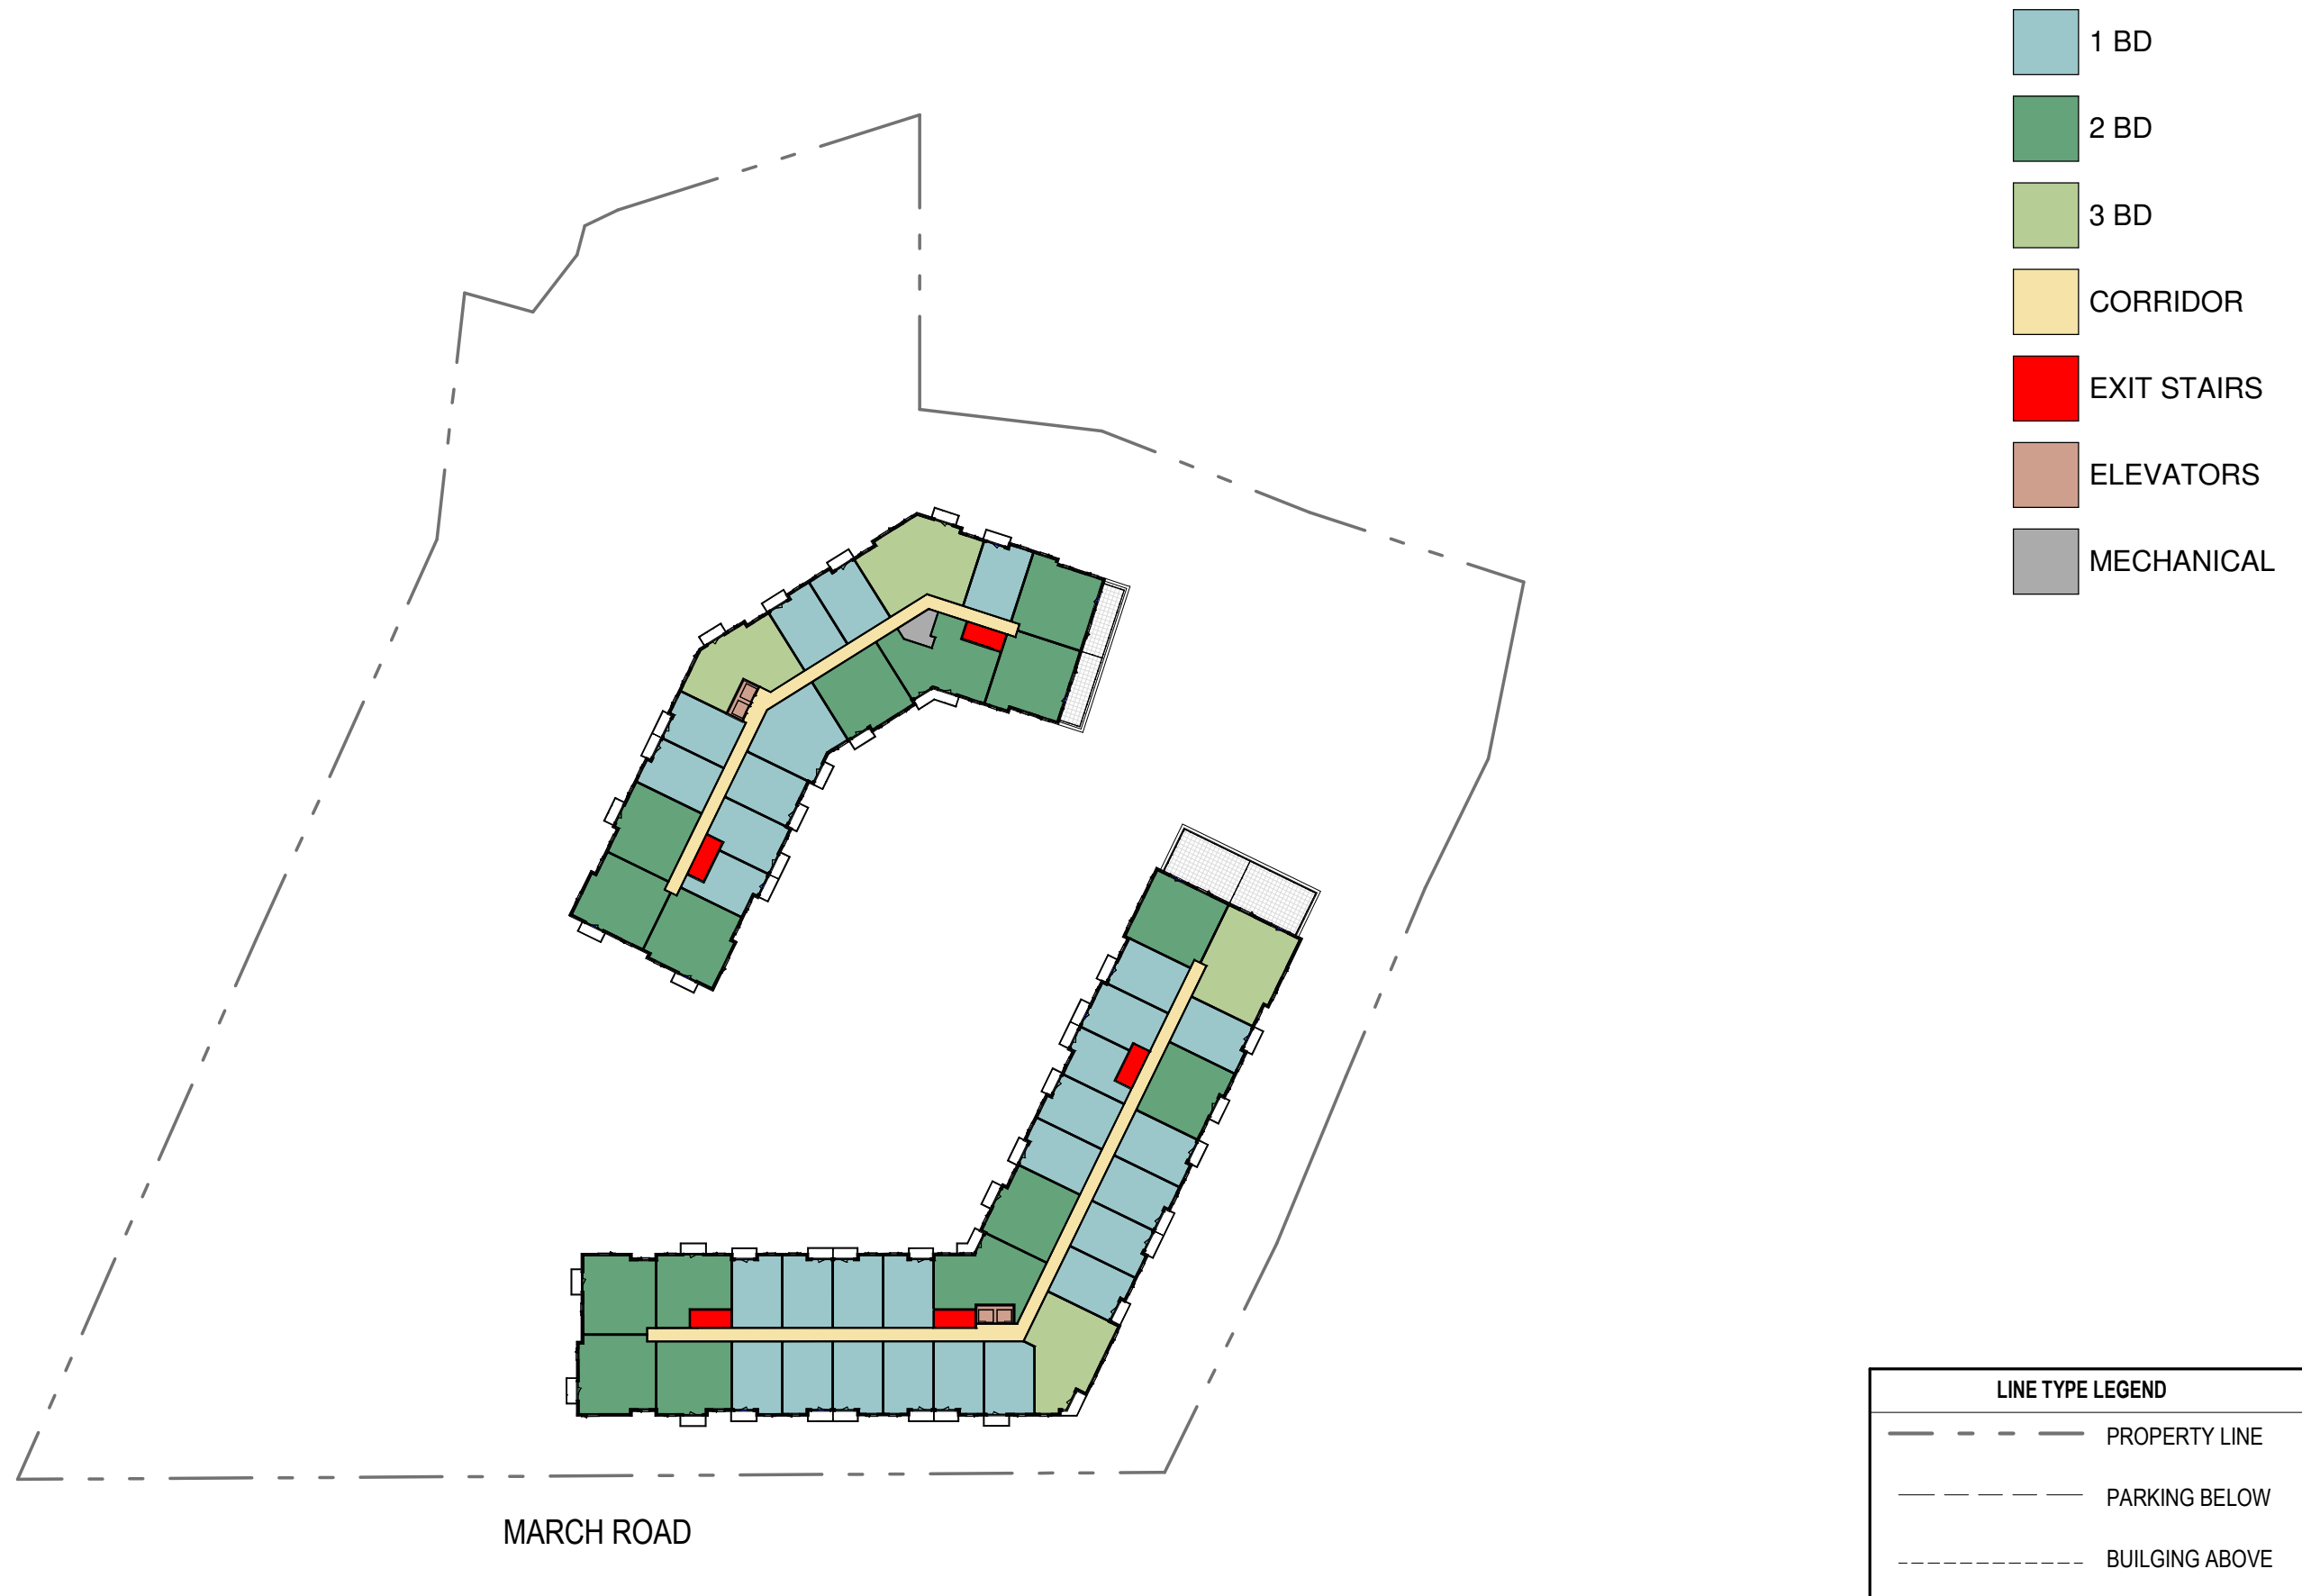 1 BD
2 BD
3 BD
CORRIDOR
EXIT STAIRS
ELEVATORS
MECHANICAL
LINE TYPE LEGEND
PROPERTY LINE
PARKING BELOW
BUILGING ABOVE
MARCH ROAD